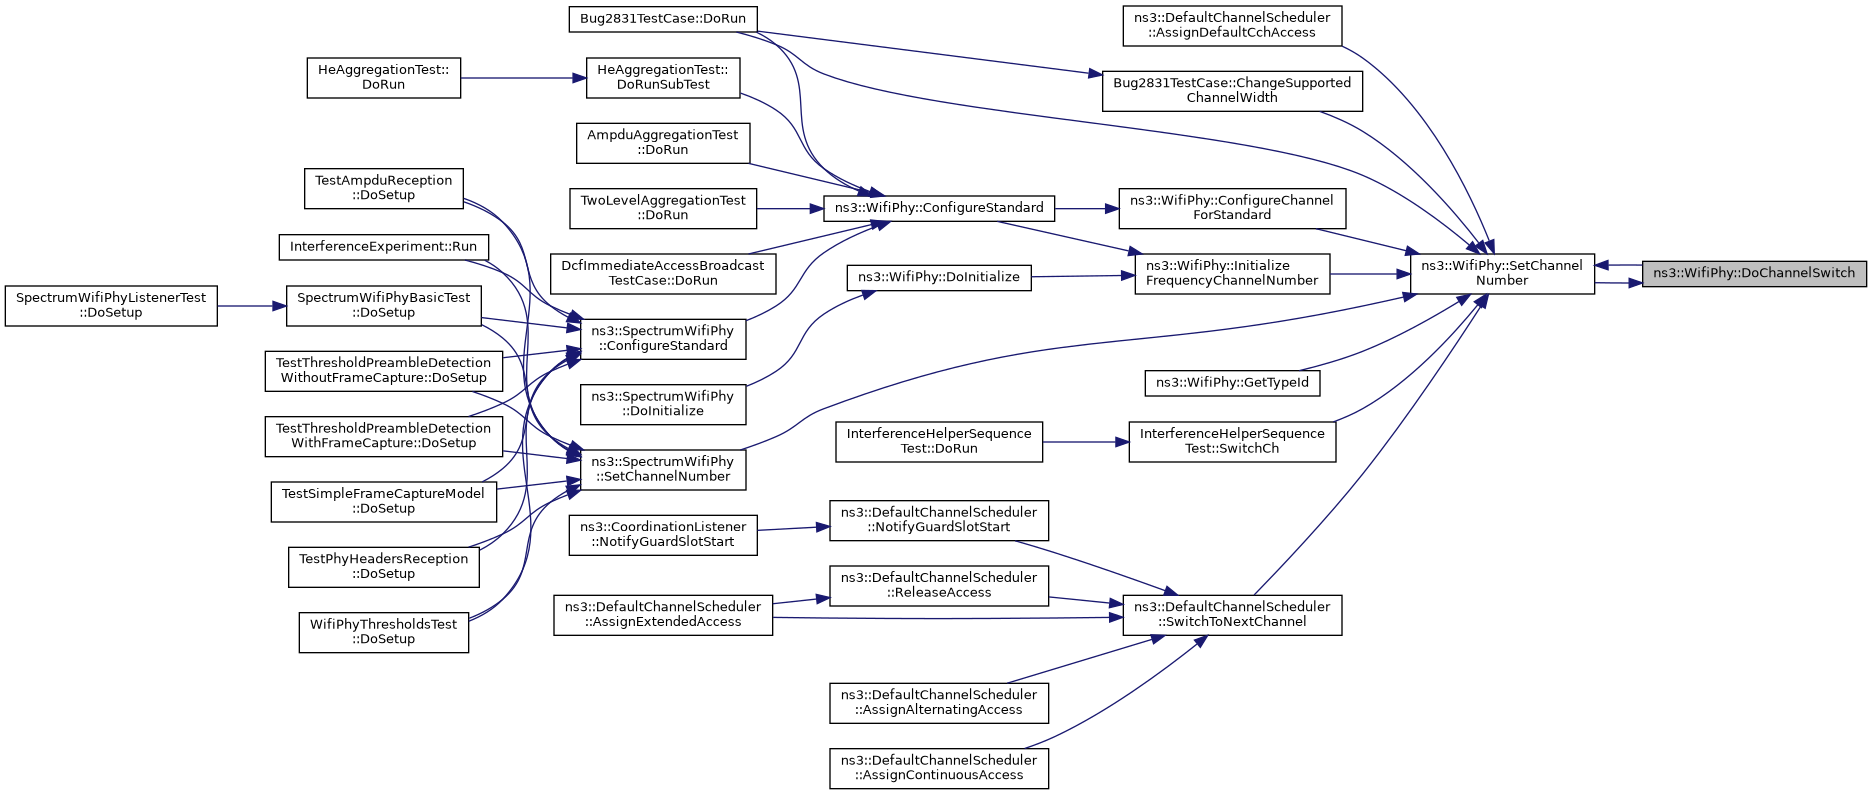 Bug2831TestCase::DoRun
ns3::DefaultChannelScheduler
::AssignDefaultCchAccess
HeAggregationTest::
DoRun
HeAggregationTest::
DoRunSubTest
Bug2831TestCase::ChangeSupported
ChannelWidth
AmpduAggregationTest
::DoRun
TestAmpduReception
::DoSetup
TwoLevelAggregationTest
::DoRun
ns3::WifiPhy::ConfigureStandard
ns3::WifiPhy::ConfigureChannel
ForStandard
InterferenceExperiment::Run
DcfImmediateAccessBroadcast
TestCase::DoRun
ns3::WifiPhy::DoInitialize
ns3::WifiPhy::Initialize
FrequencyChannelNumber
ns3::WifiPhy::SetChannel
Number
ns3::WifiPhy::DoChannelSwitch
SpectrumWifiPhyListenerTest
::DoSetup
SpectrumWifiPhyBasicTest
::DoSetup
ns3::SpectrumWifiPhy
::ConfigureStandard
TestThresholdPreambleDetection
WithoutFrameCapture::DoSetup
ns3::SpectrumWifiPhy
::DoInitialize
ns3::WifiPhy::GetTypeId
TestThresholdPreambleDetection
WithFrameCapture::DoSetup
InterferenceHelperSequence
Test::DoRun
InterferenceHelperSequence
Test::SwitchCh
ns3::SpectrumWifiPhy
::SetChannelNumber
TestSimpleFrameCaptureModel
::DoSetup
ns3::CoordinationListener
::NotifyGuardSlotStart
ns3::DefaultChannelScheduler
::NotifyGuardSlotStart
TestPhyHeadersReception
::DoSetup
ns3::DefaultChannelScheduler
::ReleaseAccess
ns3::DefaultChannelScheduler
::AssignExtendedAccess
ns3::DefaultChannelScheduler
::SwitchToNextChannel
WifiPhyThresholdsTest
::DoSetup
ns3::DefaultChannelScheduler
::AssignAlternatingAccess
ns3::DefaultChannelScheduler
::AssignContinuousAccess